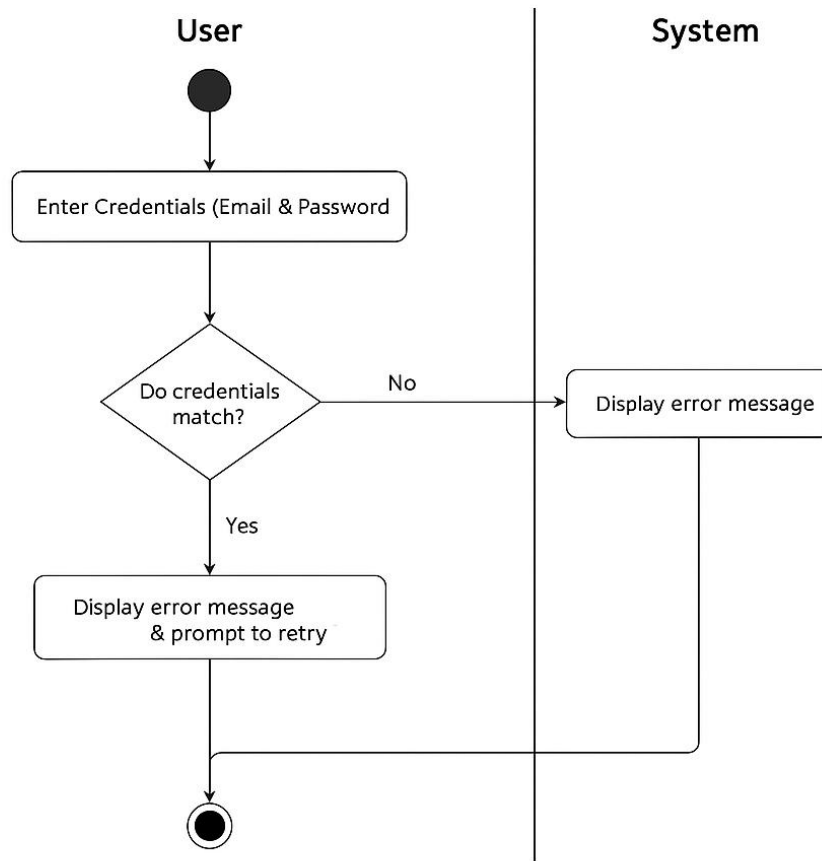 User
System
Enter Credentials (Email & Password
Do credentials
match?
No
Display error message
Yes
Display error message
& prompt to retry